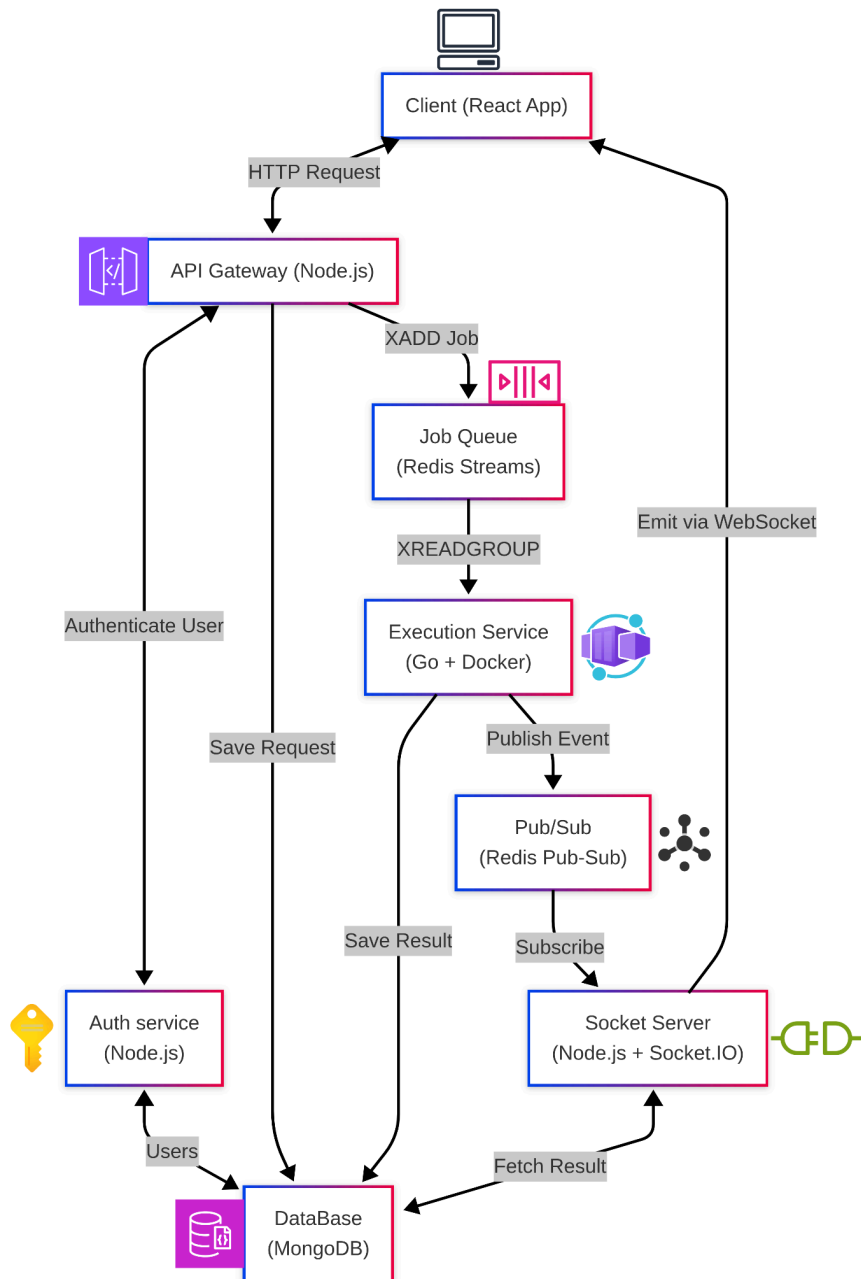 Client (React App)
HTTP Request
API Gateway (Node.js)
XADD Job
Job Queue
(Redis Streams)
Emit via WebSocket
XREADGROUP
Authenticate User
Execution Service
(Go + Docker)
Save Request
Publish Event
Pub/Sub
(Redis Pub-Sub)
Save Result
Subscribe
Auth service
(Node.js)
Socket Server
(Node.js + Socket.IO)
Users
Fetch Result
DataBase
(MongoDB)